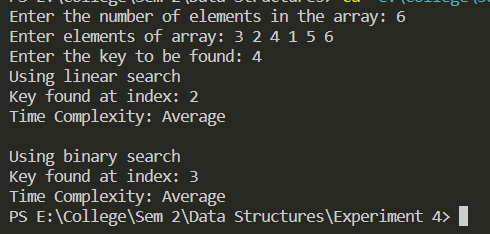 Enter the number of elements in the array: 6
Enter elements of array: 3 2 4 1 5 6
Enter the key to be found: 4
Using linear search
Key found at index: 2
Time Complexity: Average
Using binary search
Key found at index: 3
Time Complexity: Average
PS E:\College\Sem 2\Data Structures\Experiment 4>